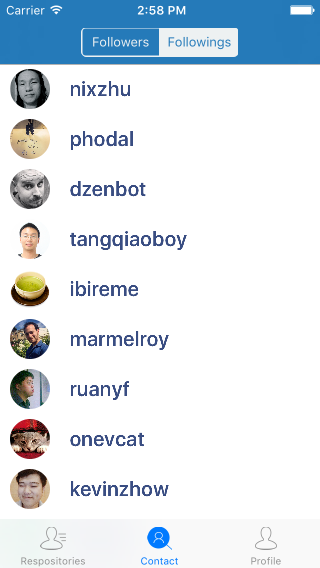 Carrier 2:58 PM
Followers Followings
nixzhu
phodal
dzenbot
tangqiaoboy
ibireme
marmelroy
ruanyf
onevcat
kevinzhow
Respositories Contact Profile